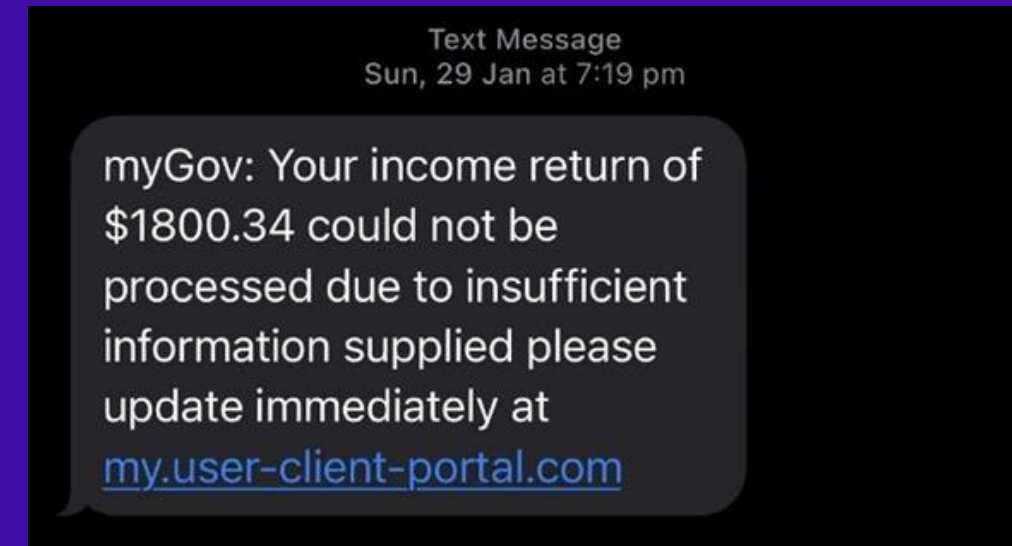 Text Message
Sun, 29 Jan at 7:19 pm
myGov: Your income return of
$1800.34 could not be
processed due to insufficient
information supplied please
update immediately at
my.user-client-portal.com